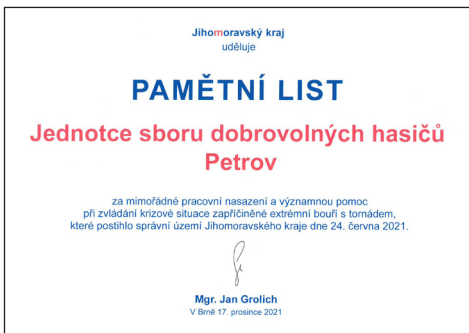 Jihomoravský kraj
uděluje
PAMĚTNÍ LIST
Jednotce sboru dobrovolných hasičů
Petrov
za mimořádné pracovní nasazení a významnou pomoc
při zvládání krizové situace zapříčiněné extrémní bouří s tornádem,
které postihlo správní území Jihomoravského kraje dne 24. června 2021.
Mgr. Jan Grolich
V Brně 17. prosince 2021